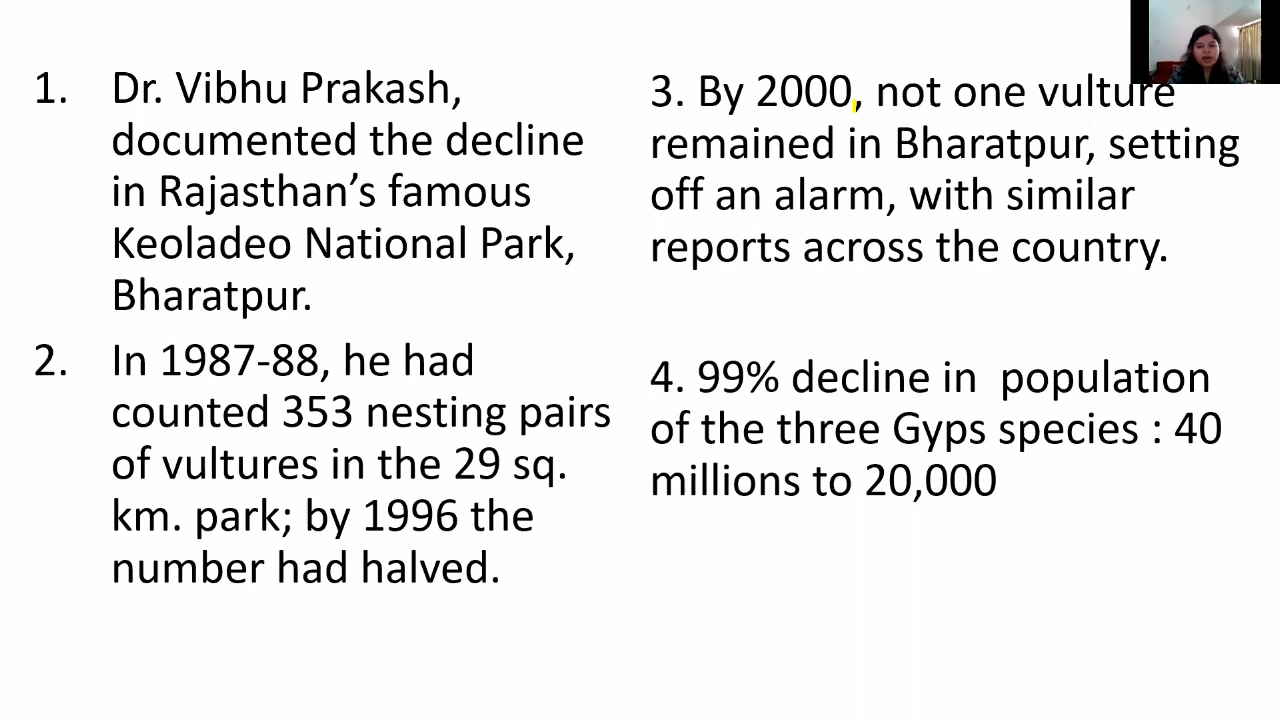 1. Dr. Vibhu Prakash,
documented the decline
in Rajasthan’s famous
Keoladeo National Park,
Bharatpur.
2. In 1987-88, he had
counted 353 nesting pairs
of vultures in the 29 sq.
km. park; by 1996 the
number had halved.
3. By 2000, not one vulture
remained in Bharatpur, setting
off an alarm, with similar
reports across the country.
4. 99% decline in  population
of the three Gyps species : 40
millions to 20,000